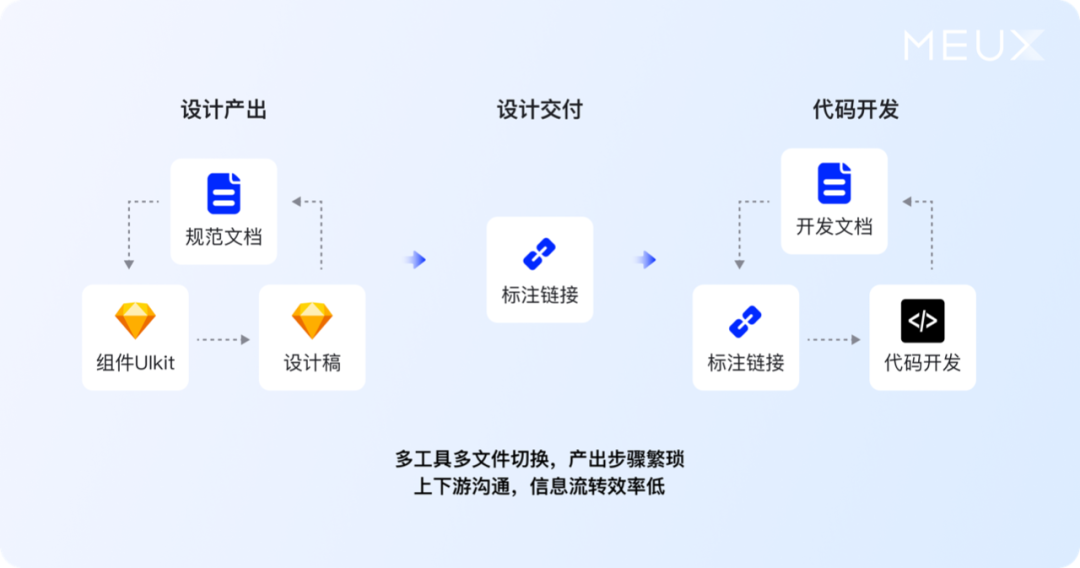 MEUX
设计产出
设计交付
代码开发
规范文档
组件UIkit
设计稿
标注链接
开发文档
标注链接
</>
代码开发
多工具多文件切换，产出步骤繁琐
上下游沟通，信息流转效率低